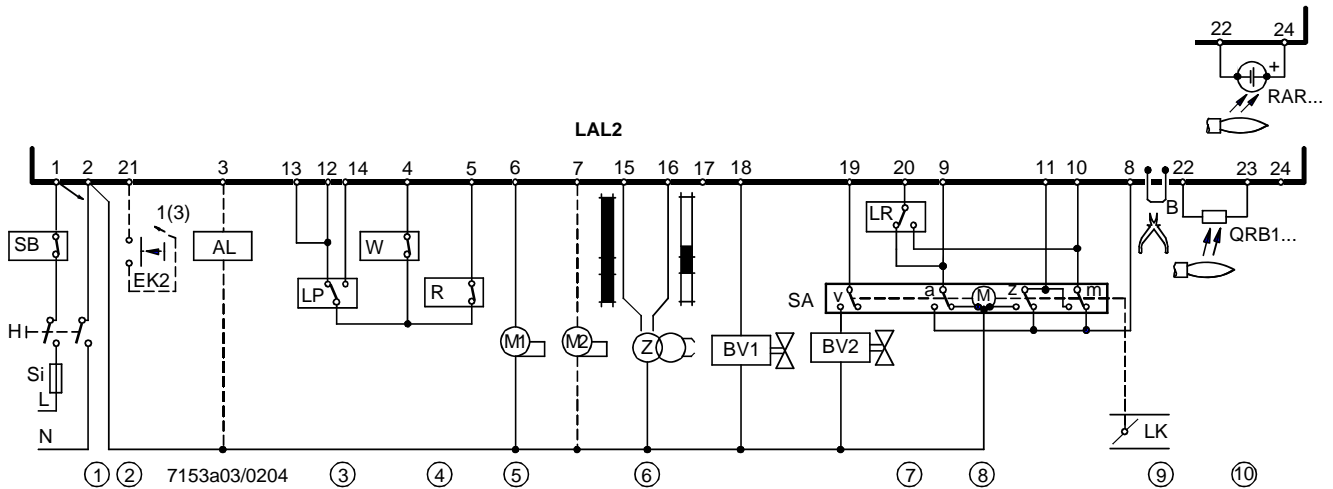 22 24
+
RAR...
LAL2
1 2 21 3 13 12 14 4 5 6 7 15 16 17 18 19 20 9 11 10 8 22 23 24
1(3)
B
SB
EK2
AL
LP
W
R
LR
QRB1...
SA
v
a
M
z
m
H
M1
M2
Z
BV1
BV2
Si
L
N
LK
1 2 7153a03/0204 3 4 5 6 7 8 9 10